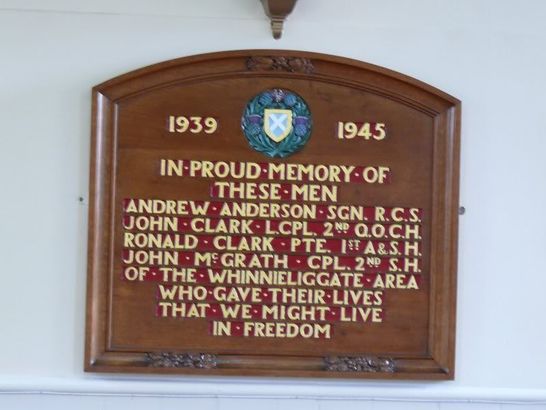 1939 1945
IN·PROUD·MEMORY·OF
THESE·MEN
ANDREW·ANDERSON·SGN. R.C.S.
JOHN·CLARK·L.CPL. 2ND Q.O.C.H.
RONALD·CLARK·PTE. 1ST A.&S.H.
JOHN·McGRATH·CPL. 2ND S.H.
OF·THE·WHINNIELIGGATE·AREA
WHO·GAVE·THEIR·LIVES
THAT·WE·MIGHT·LIVE
IN·FREEDOM